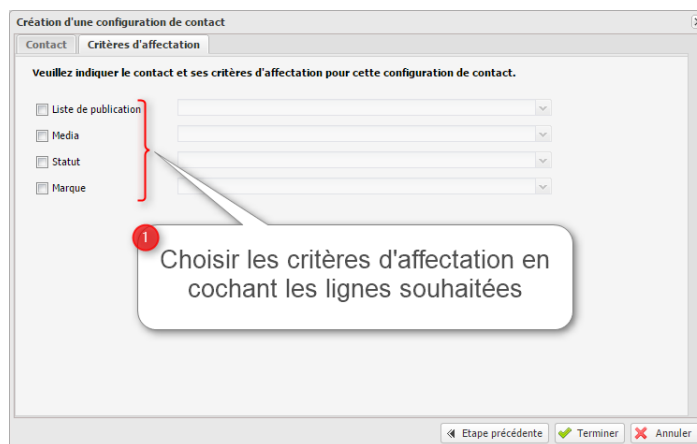 Création d'une configuration de contact
Contact Critères d'affectation
Veuillez indiquer le contact et ses critères d'affectation pour cette configuration de contact.
Liste de publication
Media
Statut
Marque
1
Choisir les critères d'affectation en
cochant les lignes souhaitées
Etape précédente Terminer Annuler